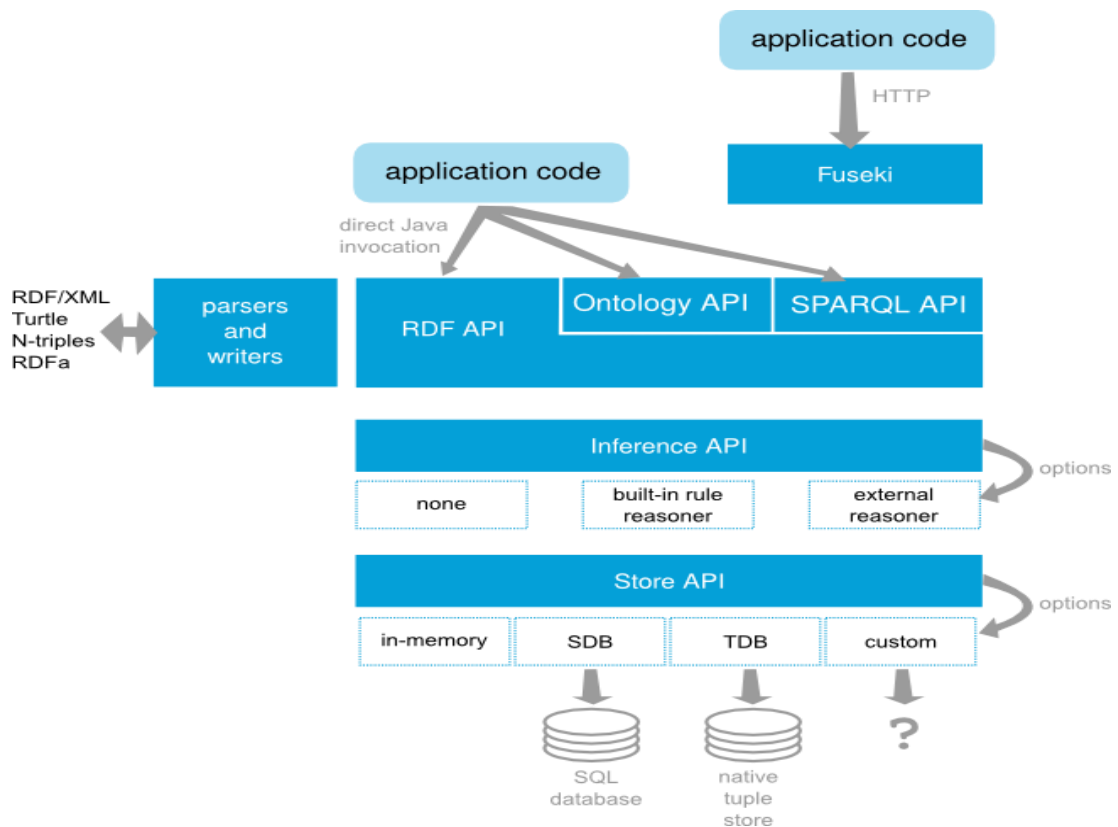 application code
HTTP
Fuseki
application code
direct Java
invocation
RDF/XML
Turtle
N-triples
RDFa
parsers
and
writers
RDF API
Ontology API
SPARQL API
Inference API
options
none
built-in rule
reasoner
external
reasoner
Store API
options
in-memory
SDB
TDB
custom
?
SQL
database
native
tuple
store